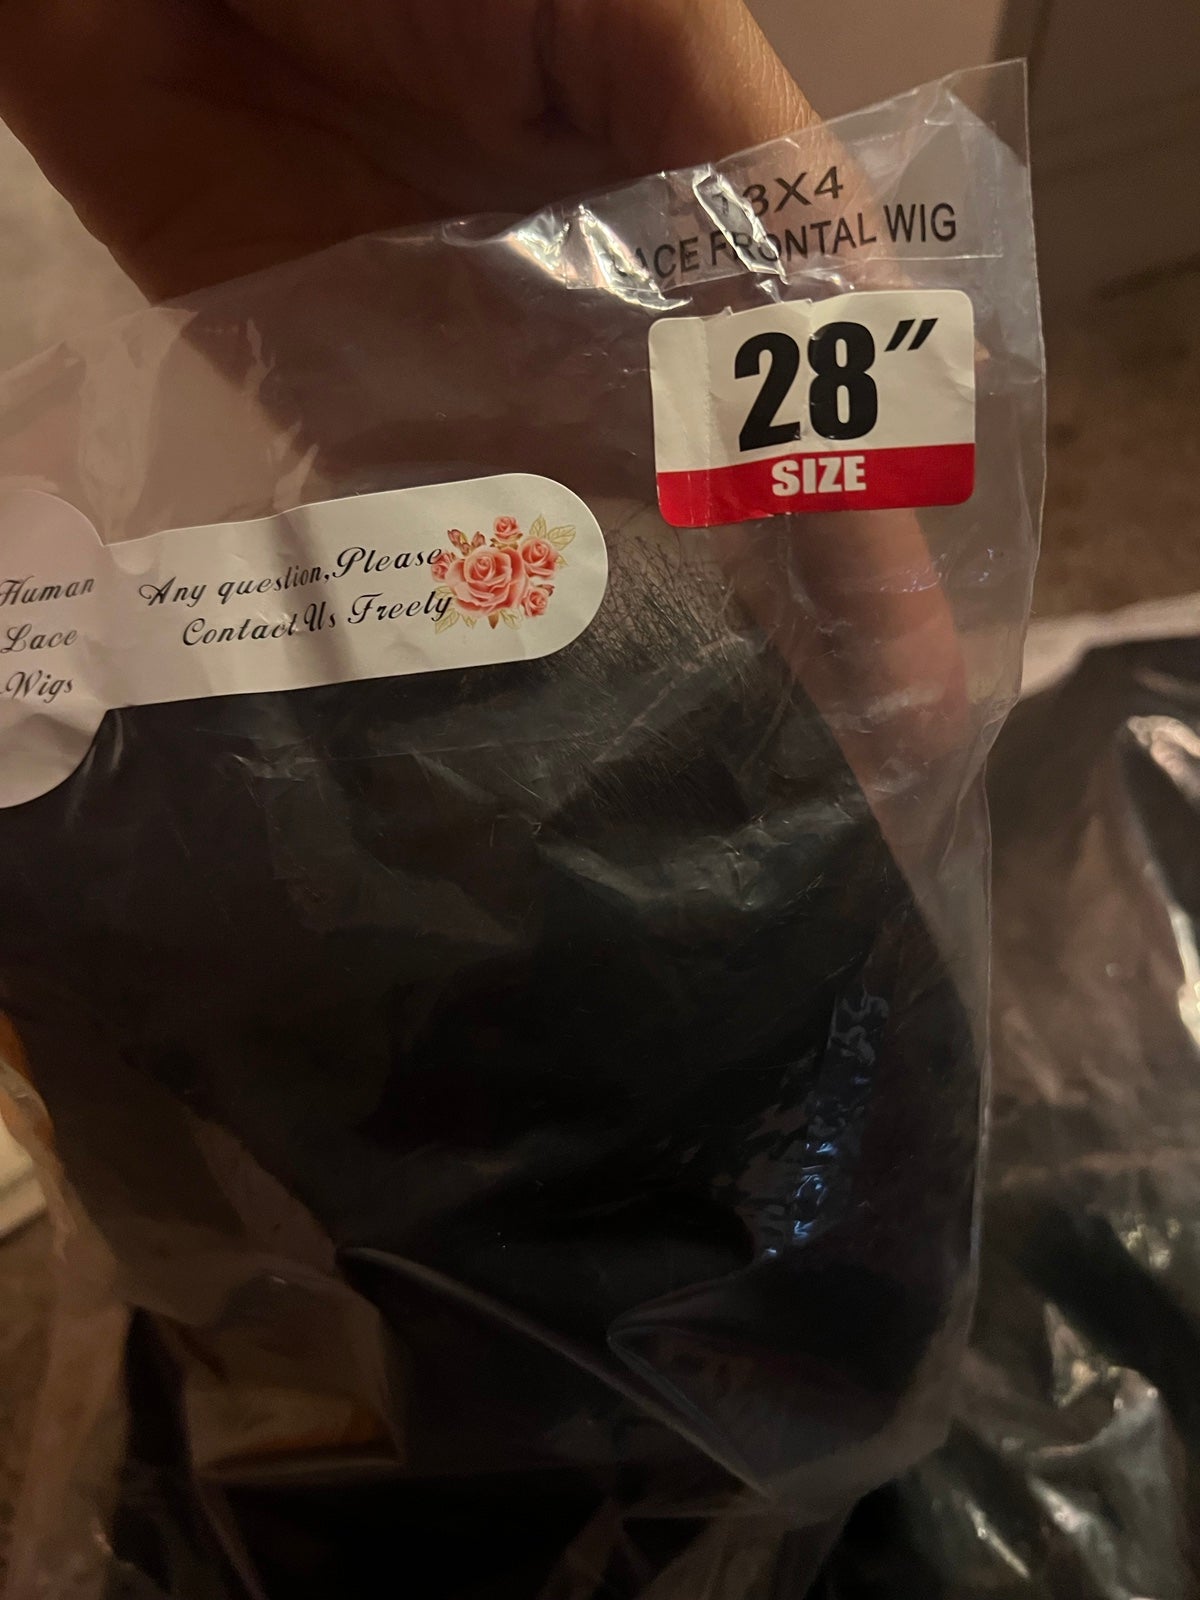 13X4
LACE FRONTAL WIG
28"
SIZE
Any question,Please
Contact Us Freely
Human
Lace
Wigs